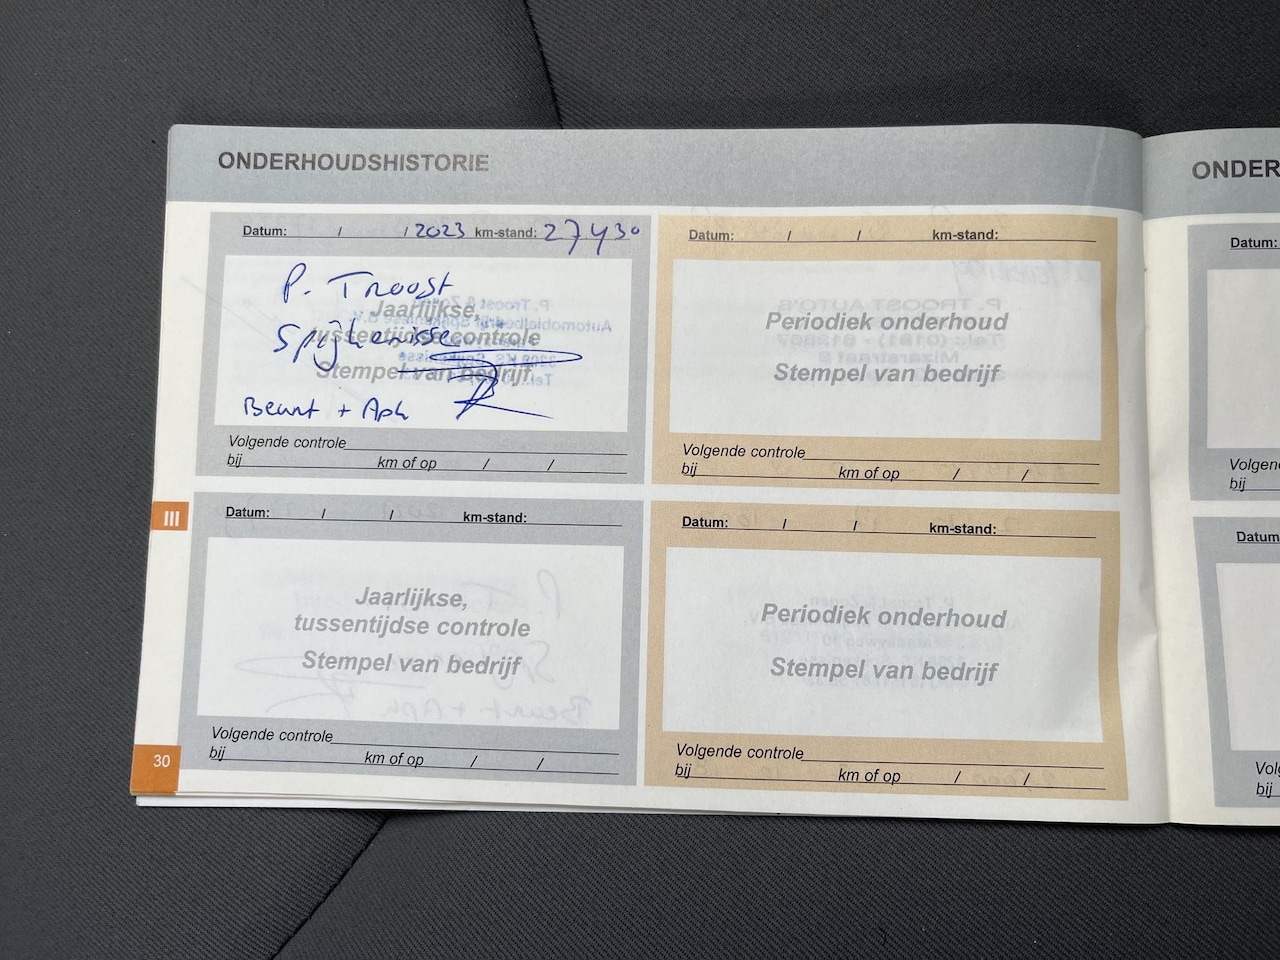 ONDERHOUDSHISTORIE
Datum: / / 2023 km-stand: 27430
P. Troost
Jaarlijkse,
tussentijdse controle
Spijkenisse
Stempel van bedrijf
Beurt + Apk
Volgende controle
bij km of op / /
Datum: / / km-stand:
Periodiek onderhoud
Stempel van bedrijf
Volgende controle
bij km of op / /
III
Datum: / / km-stand:
Jaarlijkse,
tussentijdse controle
Stempel van bedrijf
Volgende controle
bij km of op / /
Datum: / / km-stand:
Periodiek onderhoud
Stempel van bedrijf
Volgende controle
bij km of op / /
30
ONDER
Datum:
Volgen
bij
Datum
Vol
bij